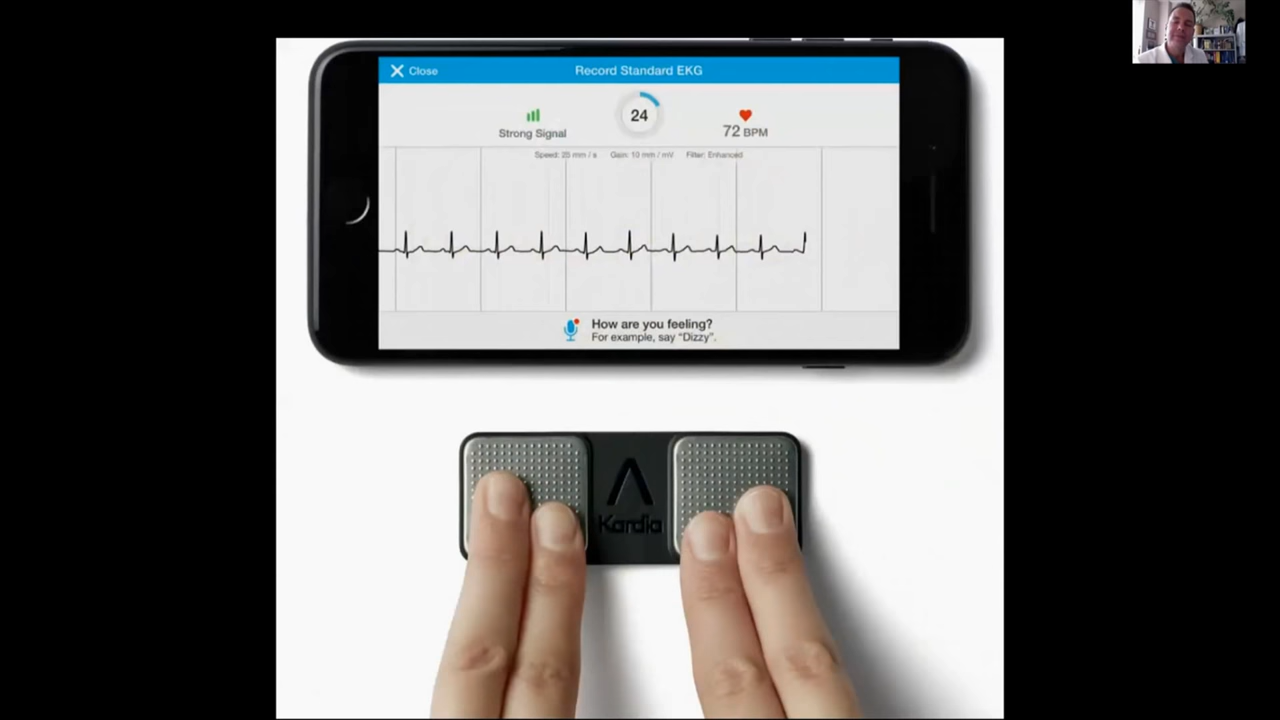 Close
Record Standard EKG
24
Strong Signal
72 BPM
Speed: 25 mm / s Gain: 10 mm / mV Filter: Enhanced
How are you feeling?
For example, say “Dizzy”.
Kardia